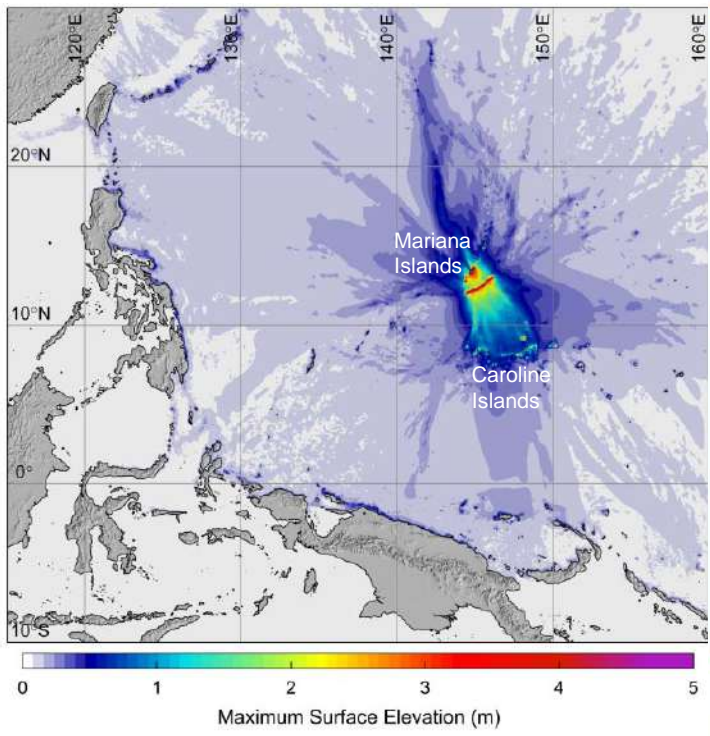 120°E
130°E
140°E
150°E
160°E
20°N
Mariana
Islands
10°N
Caroline
Islands
0°
10°S
0
1
2
3
4
5
Maximum Surface Elevation (m)